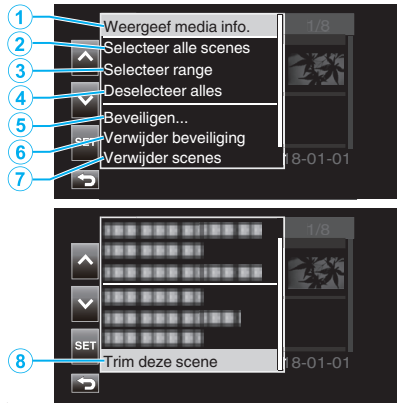 1 Weergeef media info. 1/8
2 Selecteer alle scenes
3 Selecteer range
4 Deselecteer alles
5 Beveiligen...
6 SET Verwijder beveiliging
7 Verwijder scenes 18-01-01
1/8
SET
8 Trim deze scene 18-01-01